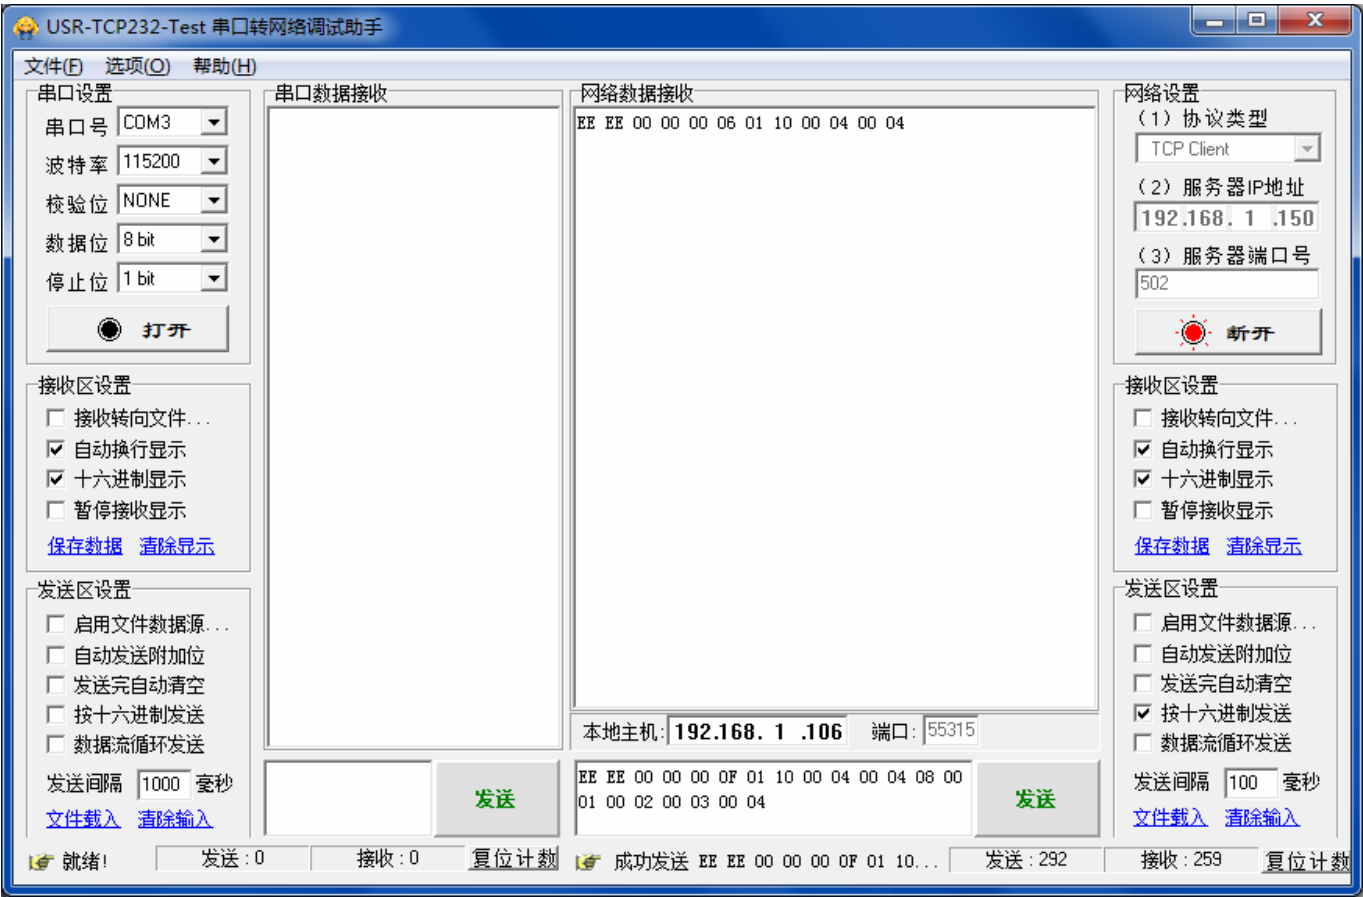 USR-TCP232-Test 串口转网络调试助手
文件(F) 选项(O) 帮助(H)
串口设置
串口号 COM3
波特率 115200
校验位 NONE
数据位 8 bit
停止位 1 bit
打开
接收区设置
接收转向文件...
自动换行显示
十六进制显示
暂停接收显示
保存数据 清除显示
发送区设置
启用文件数据源...
自动发送附加位
发送完自动清空
按十六进制发送
数据流循环发送
发送间隔 1000 毫秒
文件载入 清除输入
串口数据接收
发送
网络数据接收
EE EE 00 00 00 06 01 10 00 04 00 04
本地主机: 192.168. 1 .106 端口: 55315
EE EE 00 00 00 0F 01 10 00 04 00 04 08 00
01 00 02 00 03 00 04
发送
网络设置
(1) 协议类型
TCP Client
(2) 服务器IP地址
192.168. 1 .150
(3) 服务器端口号
502
断开
接收区设置
接收转向文件...
自动换行显示
十六进制显示
暂停接收显示
保存数据 清除显示
发送区设置
启用文件数据源...
自动发送附加位
发送完自动清空
按十六进制发送
数据流循环发送
发送间隔 100 毫秒
文件载入 清除输入
就绪! 发送:0 接收:0 复位计数 成功发送 EE EE 00 00 00 0F 01 10... 发送:292 接收:259 复位计数